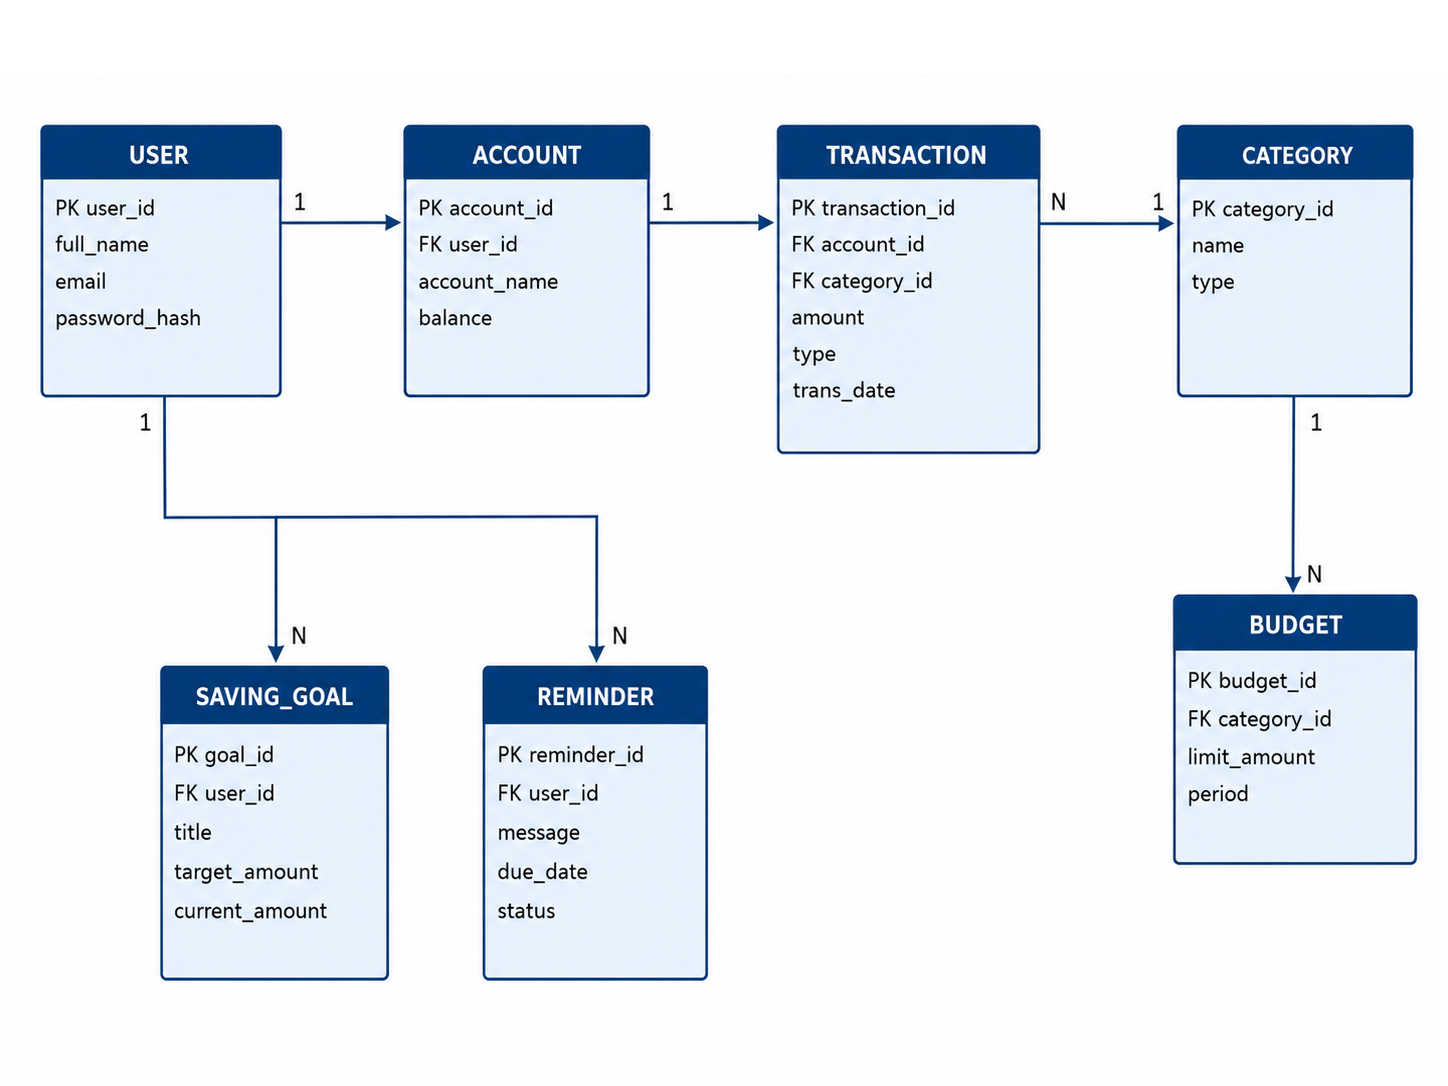 USER
PK user_id
full_name
email
password_hash
1
ACCOUNT
PK account_id
FK user_id
account_name
balance
1
TRANSACTION
PK transaction_id
FK account_id
FK category_id
amount
type
trans_date
N
1
CATEGORY
PK category_id
name
type
1
1
N
N
N
SAVING_GOAL
PK goal_id
FK user_id
title
target_amount
current_amount
REMINDER
PK reminder_id
FK user_id
message
due_date
status
BUDGET
PK budget_id
FK category_id
limit_amount
period